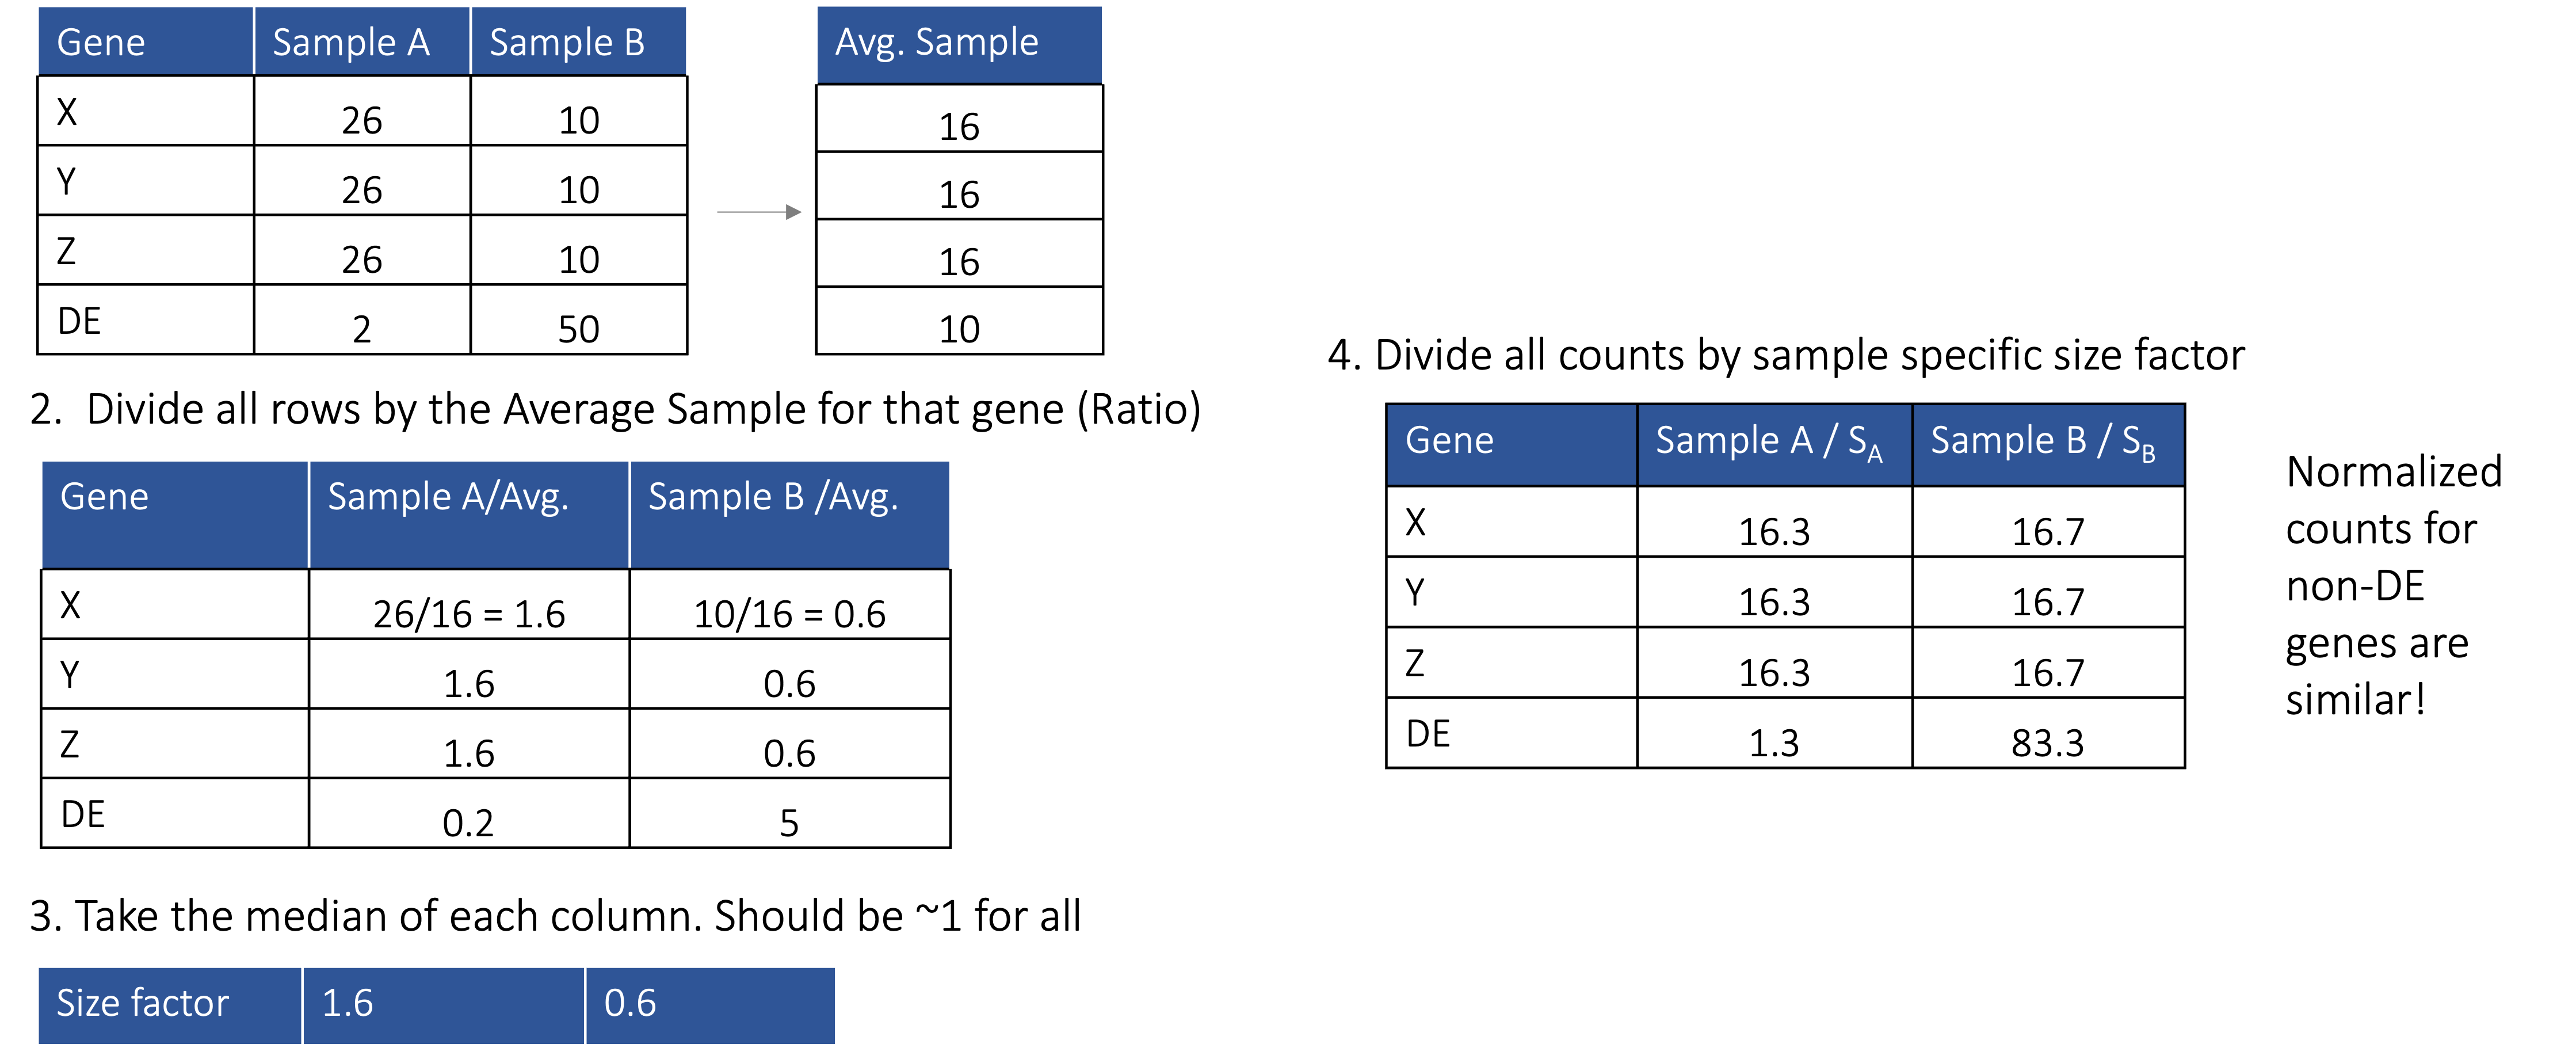 Gene Sample A Sample B
X 26 10
Y 26 10
Z 26 10
DE 2 50
Avg. Sample
16
16
16
10
2. Divide all rows by the Average Sample for that gene (Ratio)
Gene Sample A/Avg. Sample B /Avg.
X 26/16 = 1.6 10/16 = 0.6
Y 1.6 0.6
Z 1.6 0.6
DE 0.2 5
3. Take the median of each column. Should be ~1 for all
Size factor 1.6 0.6
4. Divide all counts by sample specific size factor
Gene Sample A / SA Sample B / SB
X 16.3 16.7
Y 16.3 16.7
Z 16.3 16.7
DE 1.3 83.3
Normalized
counts for
non-DE
genes are
similar!